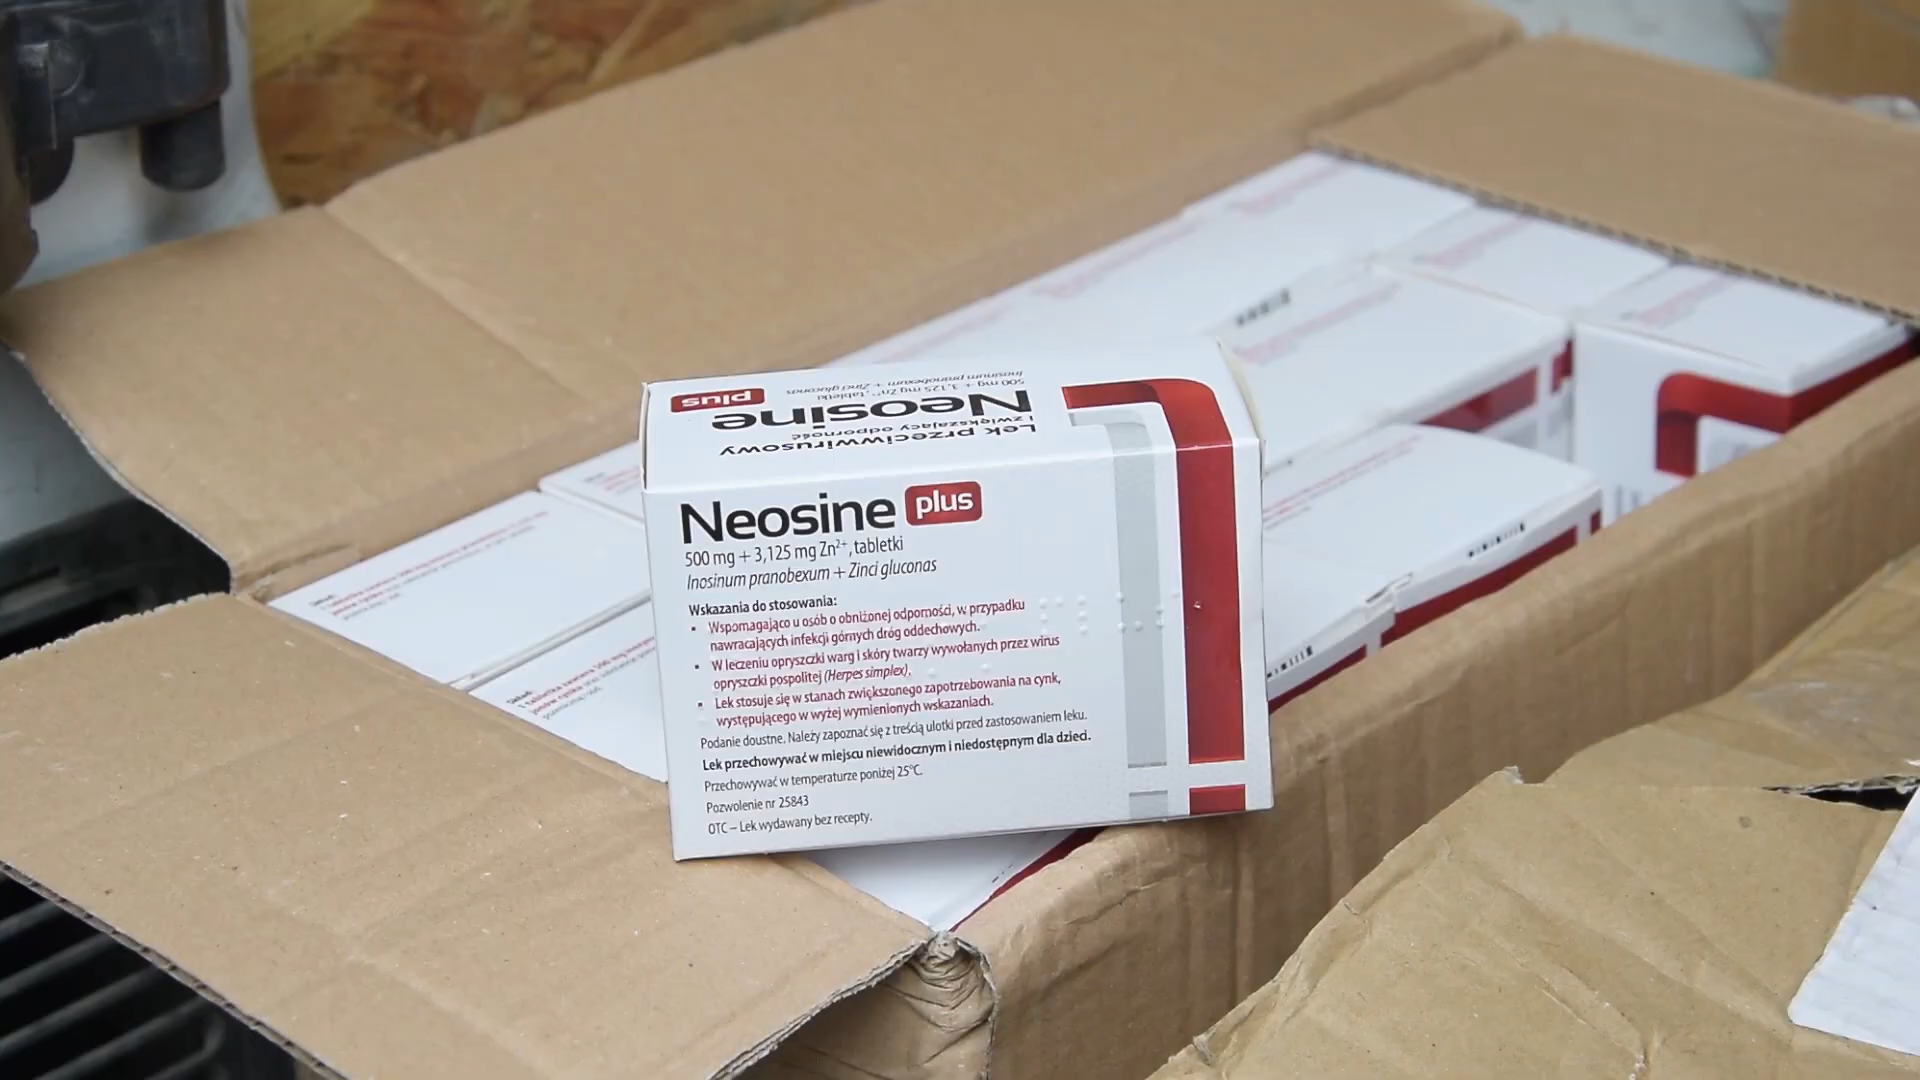 Lek przeciwwirusowy
i zwiększający odporność
Neosine plus
500 mg + 3,125 mg Zn²⁺, tabletki
Inosinum pranobexum + Zinci gluconas
Neosine plus
500 mg + 3,125 mg Zn²⁺, tabletki
Inosinum pranobexum + Zinci gluconas
Wskazania do stosowania:
▪ Wspomagająco u osób o obniżonej odporności, w przypadku
nawracających infekcji górnych dróg oddechowych.
▪ W leczeniu opryszczki warg i skóry twarzy wywołanych przez wirus
opryszczki pospolitej (Herpes simplex).
▪ Lek stosuje się w stanach zwiększonego zapotrzebowania na cynk,
występującego w wyżej wymienionych wskazaniach.
Podanie doustne. Należy zapoznać się z treścią ulotki przed zastosowaniem leku.
Lek przechowywać w miejscu niewidocznym i niedostępnym dla dzieci.
Przechowywać w temperaturze poniżej 25°C.
Pozwolenie nr 25843
OTC – Lek wydawany bez recepty.